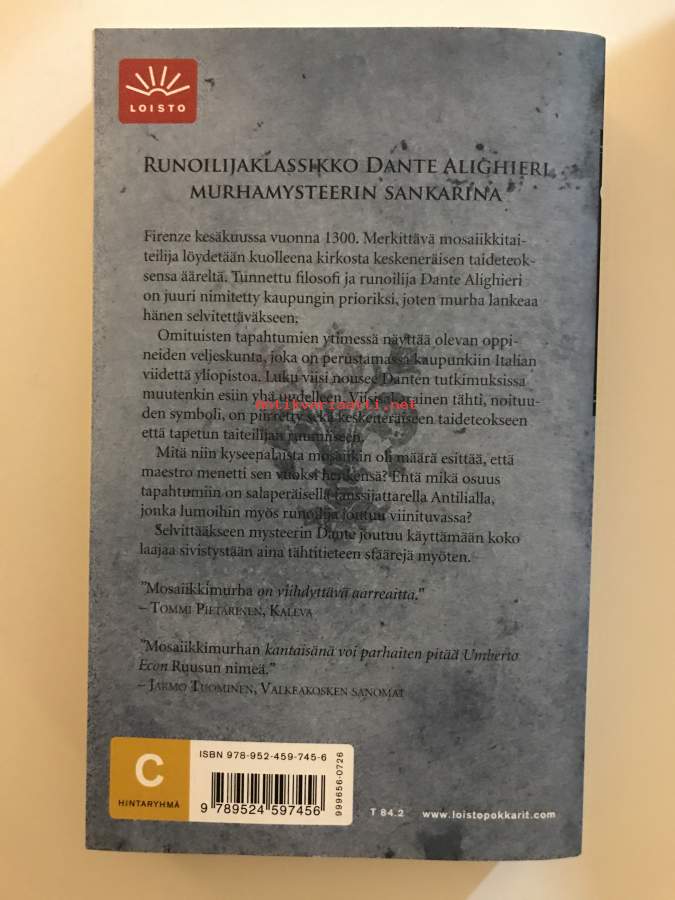 LOISTO
RUNOILIJAKLASSIKKO DANTE ALIGHIERI
MURHAMYSTEERIN SANKARINA
Firenze kesäkuussa vuonna 1300. Merkittävä mosaiikkitai-
teilija löydetään kuolleena kirkosta keskeneräisen taideteok-
sensa ääreltä. Tunnettu filosofi ja runoilija Dante Alighieri
on juuri nimitetty kaupungin prioriksi, joten murha lankeaa
hänen selvitettäväkseen.
Omituisten tapahtumien ytimessä näyttää olevan oppi-
neiden veljeskunta, joka on perustamassa kaupunkiin Italian
viidettä yliopistoa. Luku viisi nousee Danten tutkimuksissa
muutenkin esiin yhä uudelleen. Viisisakarainen tähti, noituu-
antikvariaatti.net
den symboli, on piirretty sekä keskeneräiseen taideteokseen
että tapetun taiteilijan ruumiiseen.
Mitä niin kyseenalaista mosaiikin oli määrä esittää, että
maestro menetti sen vuoksi henkensä? Entä mikä osuus
tapahtumiin on salaperäisellä tanssijattarella Antilialla,
jonka lumoihin myös runoilija joutuu viinituvassa?
Selvittääkseen mysteerin Dante joutuu käyttämään koko
laajaa sivistystään aina tähtitieteen sfäärejä myöten.
"Mosaiikkimurha on viihdyttävä aarreaitta."
– TOMMI PIETARINEN, KALEVA
"Mosaiikkimurhan kantaisänä voi parhaiten pitää Umberto
Econ Ruusun nimeä."
– JARMO TUOMINEN, VALKEAKOSKEN SANOMAT
C
HINTARYHMÄ
ISBN 978-952-459-745-6
9 789524 597456
999656-0726
T 84.2 www.loistopokkarit.com